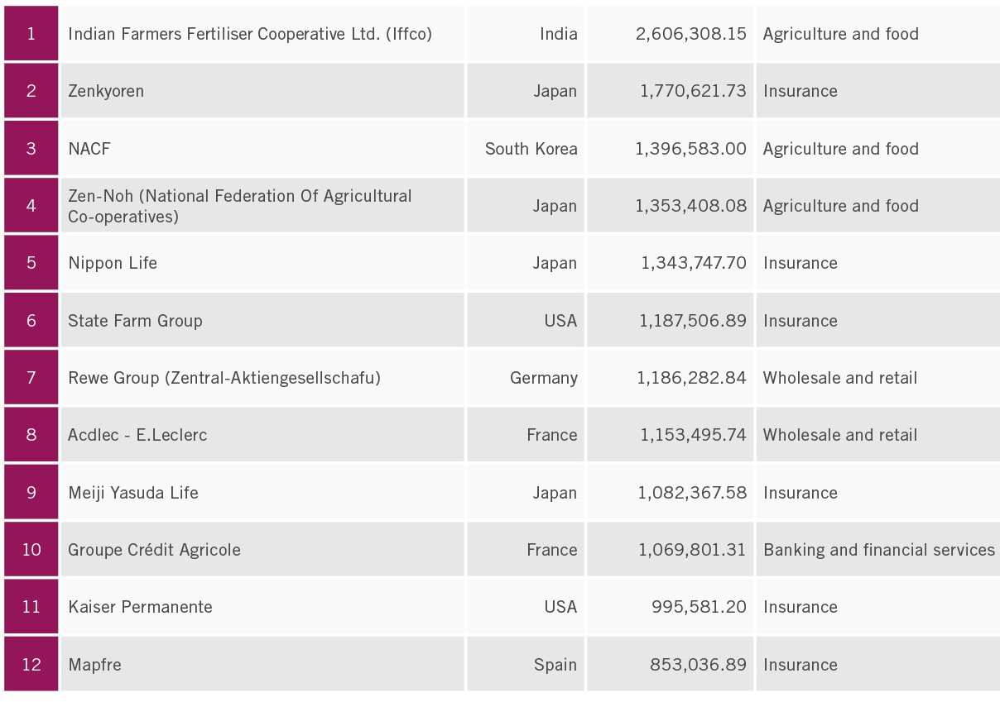 1 Indian Farmers Fertiliser Cooperative Ltd. (Iffco) India 2,606,308.15 Agriculture and food
2 Zenkyoren Japan 1,770,621.73 Insurance
3 NACF South Korea 1,396,583.00 Agriculture and food
4 Zen-Noh (National Federation Of Agricultural
Co-operatives) Japan 1,353,408.08 Agriculture and food
5 Nippon Life Japan 1,343,747.70 Insurance
6 State Farm Group USA 1,187,506.89 Insurance
7 Rewe Group (Zentral-Aktiengesellschafu) Germany 1,186,282.84 Wholesale and retail
8 Acdlec - E.Leclerc France 1,153,495.74 Wholesale and retail
9 Meiji Yasuda Life Japan 1,082,367.58 Insurance
10 Groupe Crédit Agricole France 1,069,801.31 Banking and financial services
11 Kaiser Permanente USA 995,581.20 Insurance
12 Mapfre Spain 853,036.89 Insurance